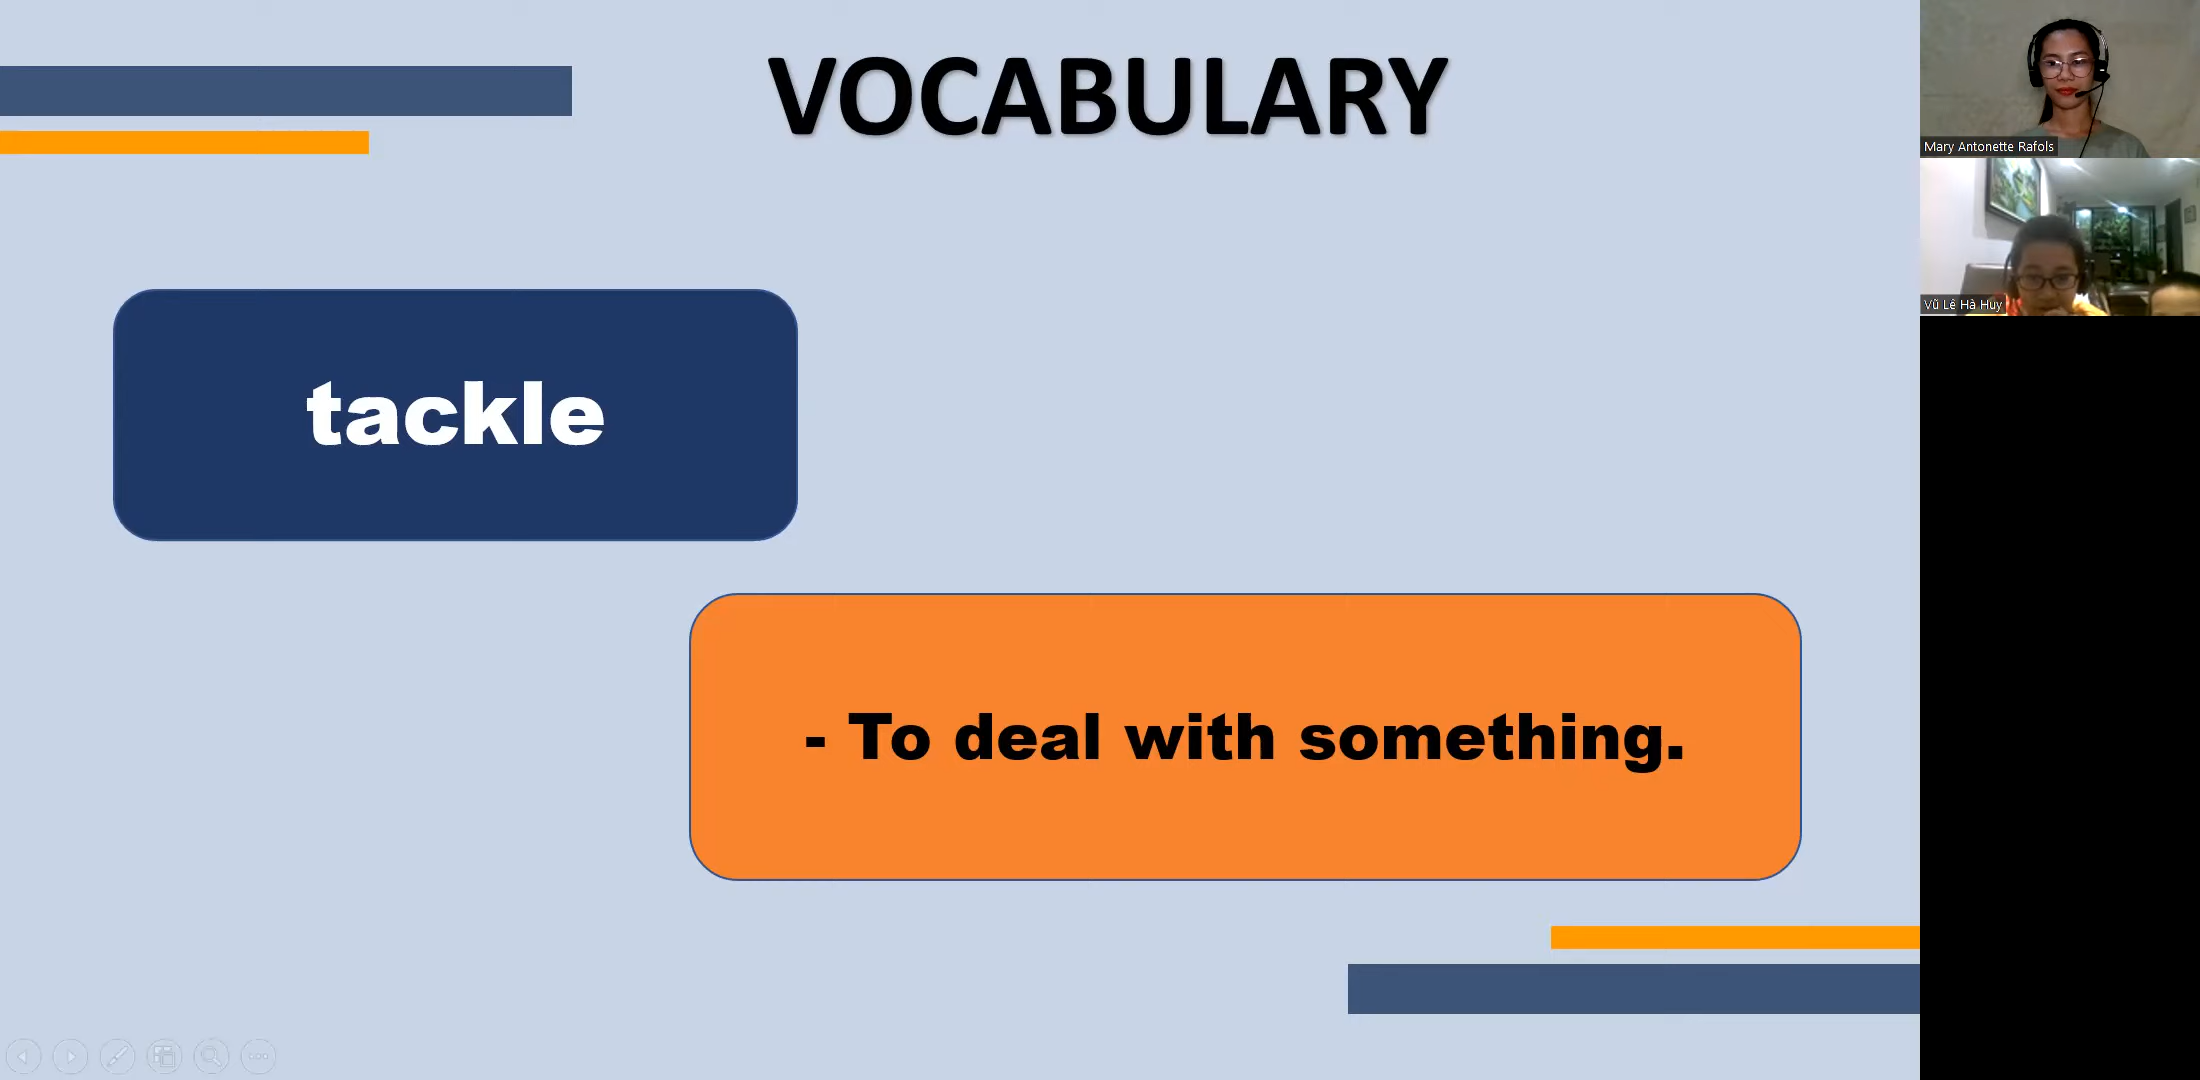 VOCABULARY
tackle
- To deal with something.
Mary Antonette Rafols
Vũ Lê Hà Huy